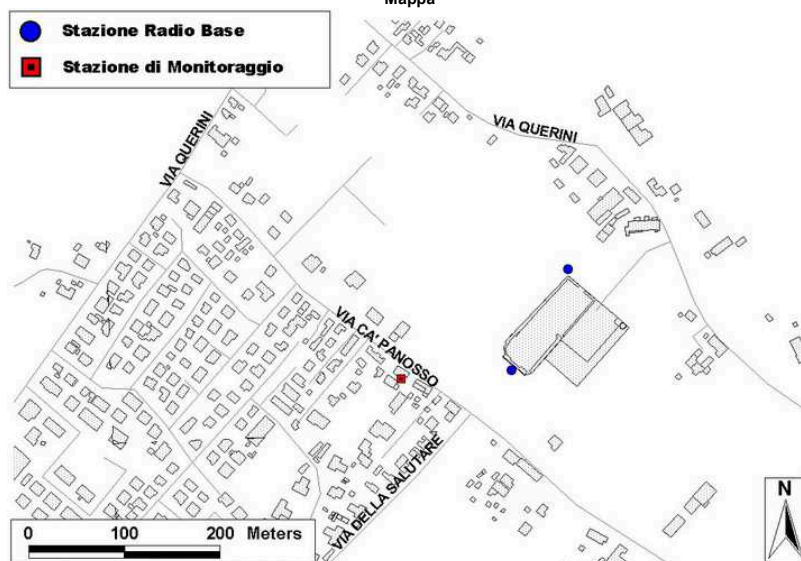 Mappa
Stazione Radio Base
Stazione di Monitoraggio
VIA QUERINI
VIA QUERINI
VIA CA' PANOSSO
VIA DELLA SALUTARE
N
0 100 200 Meters